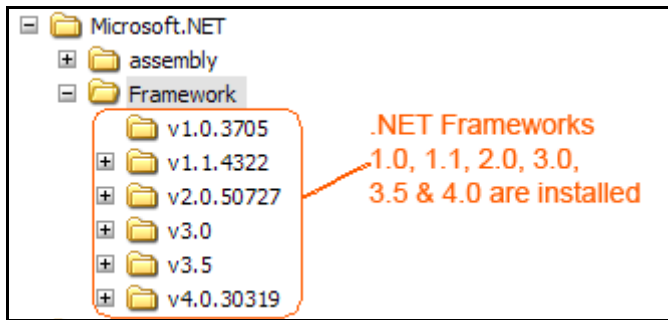 Microsoft.NET
assembly
Framework
v1.0.3705
v1.1.4322
v2.0.50727
v3.0
v3.5
v4.0.30319
.NET Frameworks
1.0, 1.1, 2.0, 3.0,
3.5 & 4.0 are installed